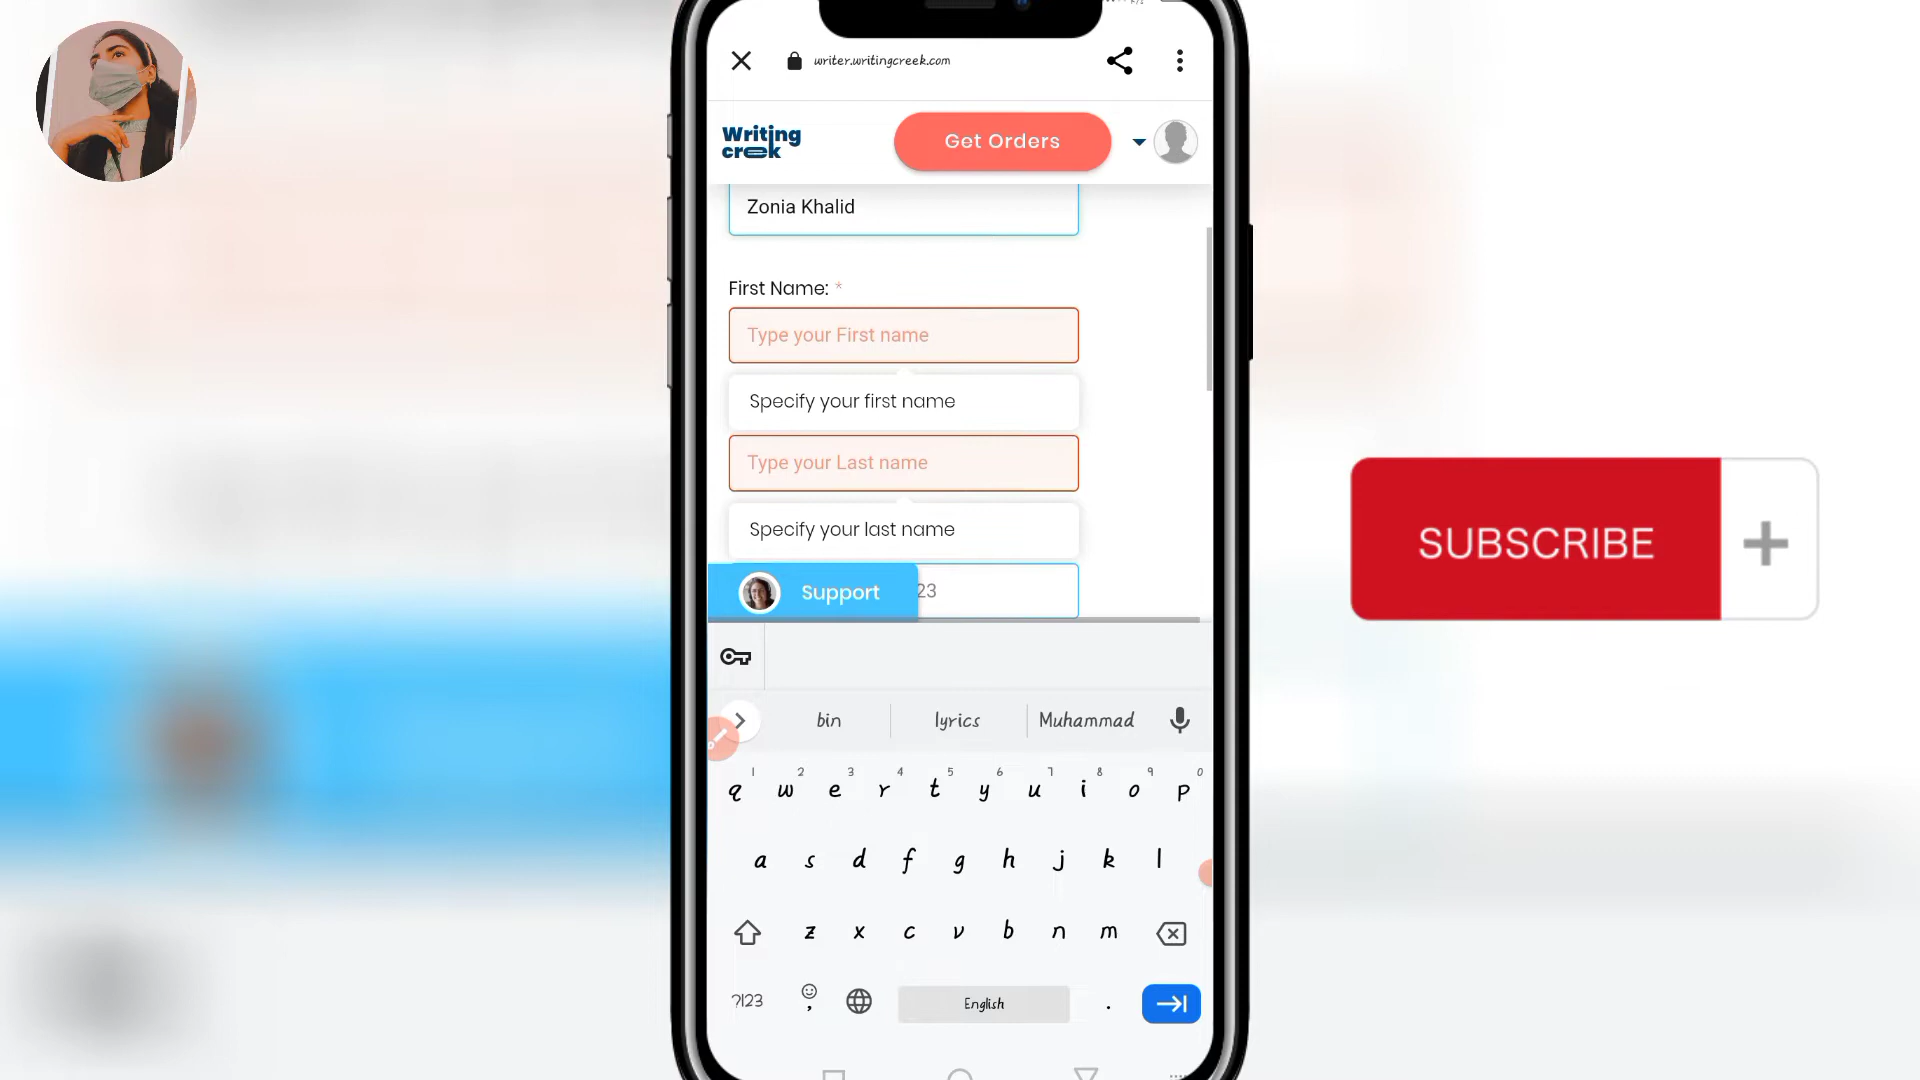 writer.writingcreek.com
Writing
creek
Get Orders
Zonia Khalid
First Name: *
Type your First name
Specify your first name
Type your Last name
Specify your last name
Support
23
SUBSCRIBE +
bin lyrics Muhammad
1 2 3 4 5 6 7 8 9 0
q w e r t y u i o p
a s d f g h j k l
z x c v b n m
?123 , English .